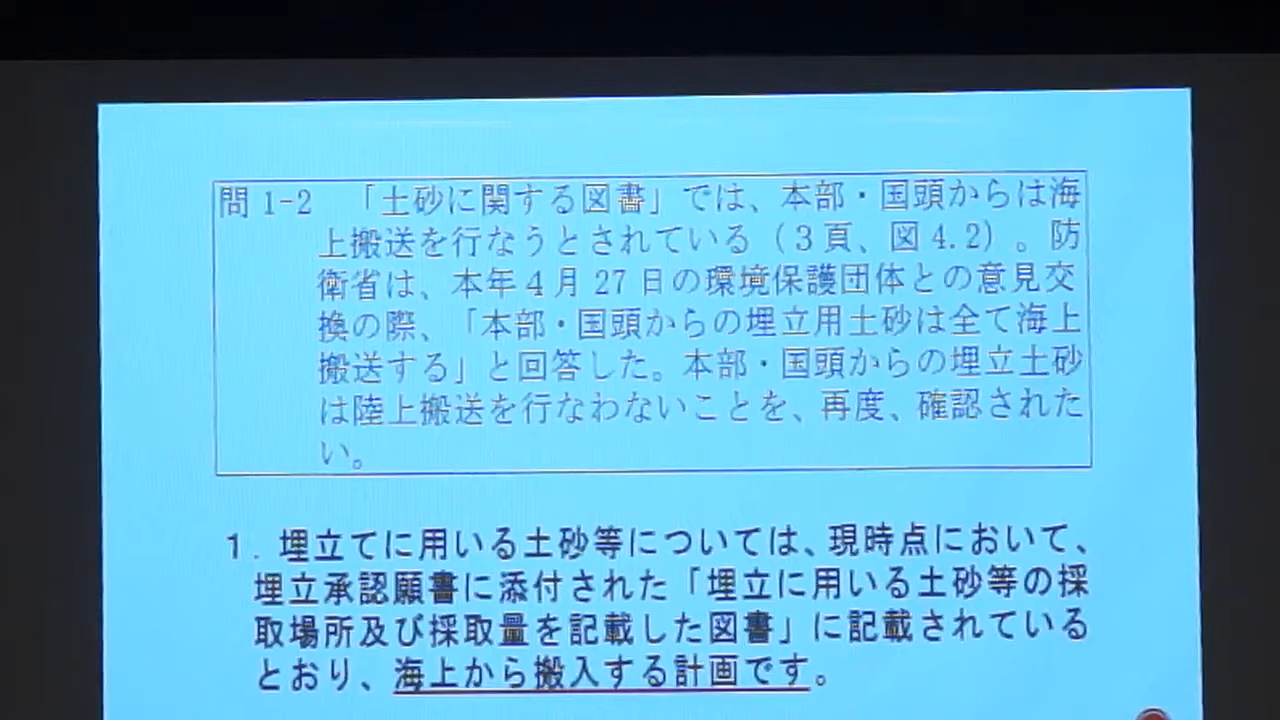 問1-2　「土砂に関する図書」では、本部・国頭からは海
上搬送を行なうとされている（３頁、図4.2）。防
衛省は、本年4月27日の環境保護団体との意見交
換の際、「本部・国頭からの埋立用土砂は全て海上
搬送する」と回答した。本部・国頭からの埋立土砂
は陸上搬送を行なわないことを、再度、確認された
い。
１．埋立てに用いる土砂等については、現時点において、
埋立承認願書に添付された「埋立に用いる土砂等の採
取場所及び採取量を記載した図書」に記載されている
とおり、海上から搬入する計画です。